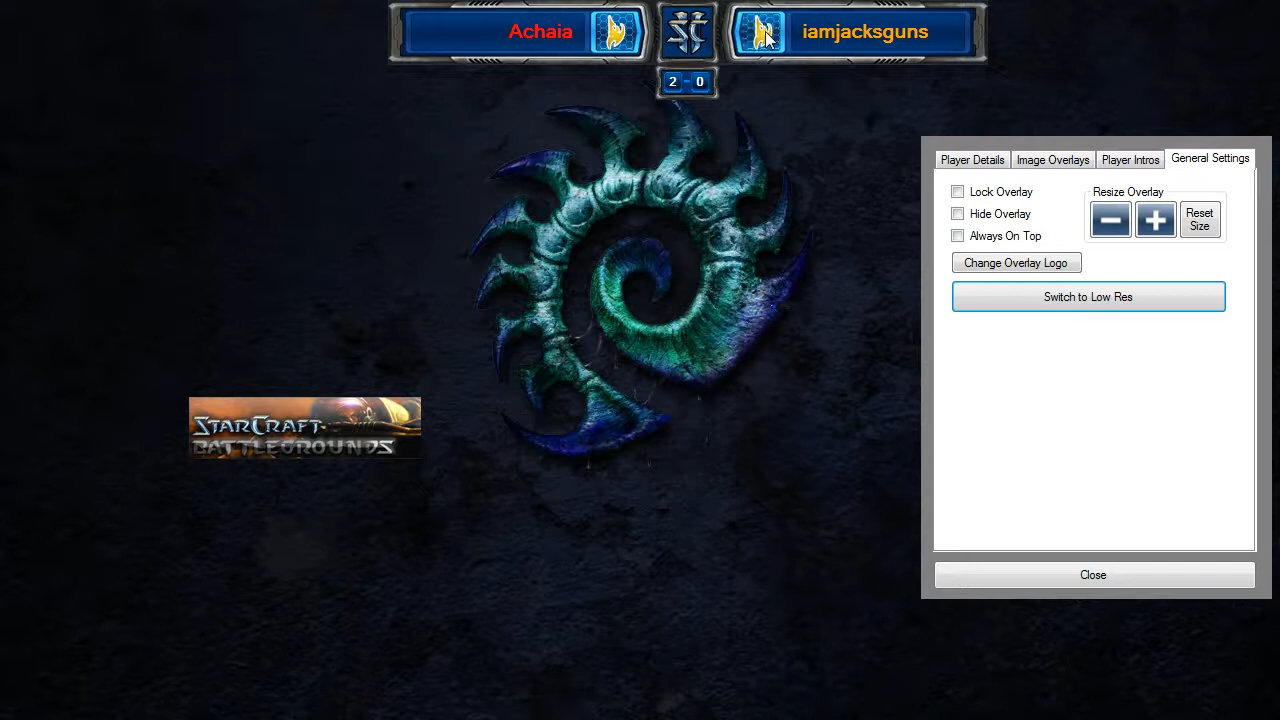 Achaia
SC
iamjacksguns
2 - 0
Player Details
Image Overlays
Player Intros
General Settings
Lock Overlay
Hide Overlay
Always On Top
Resize Overlay
Reset
Size
Change Overlay Logo
Switch to Low Res
STARCRAFT
BATTLEGROUNDS
Close